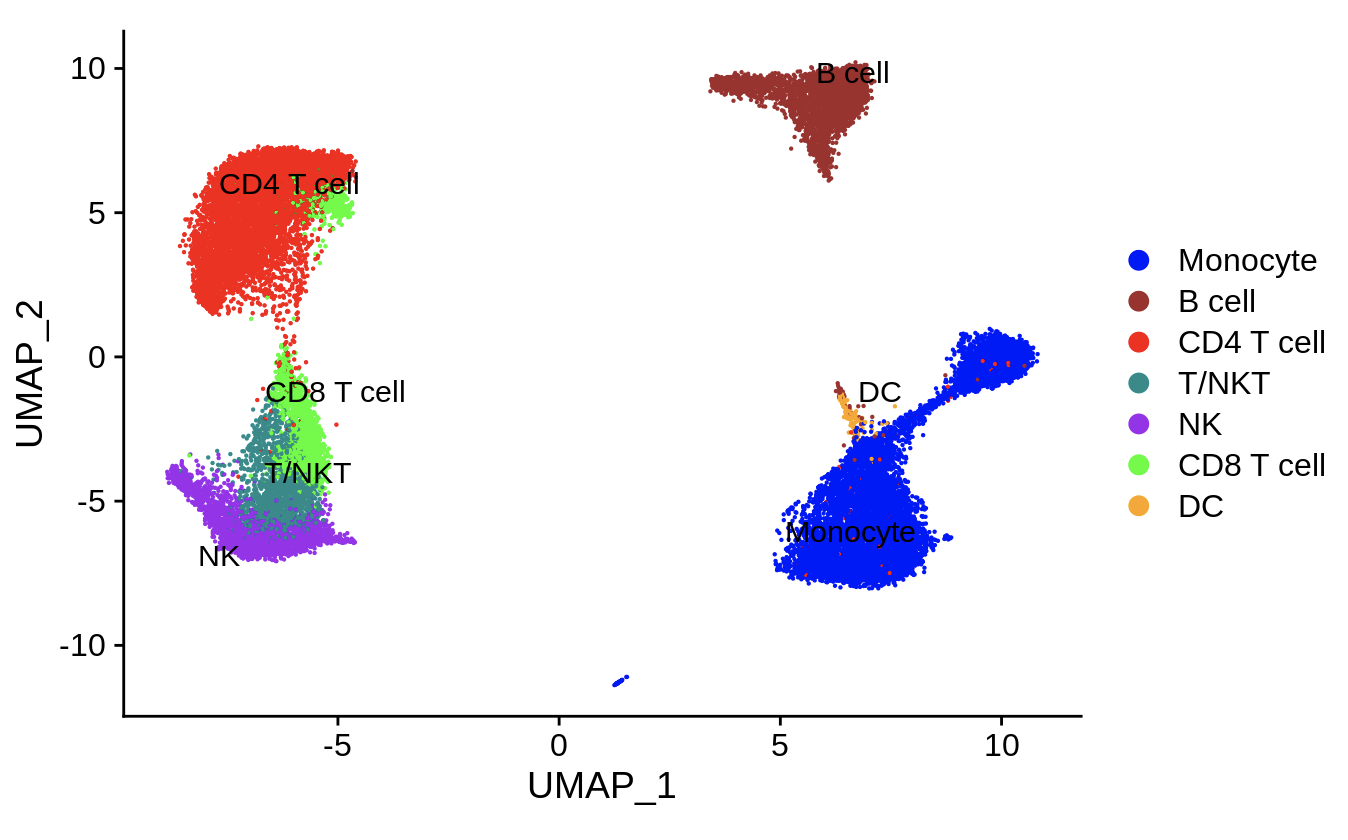 10
5
0
-5
-10
UMAP_2
B cell
CD4 T cell
CD8 T cell
DC
T/NKT
Monocyte
NK
-5
0
5
10
UMAP_1
Monocyte
B cell
CD4 T cell
T/NKT
NK
CD8 T cell
DC